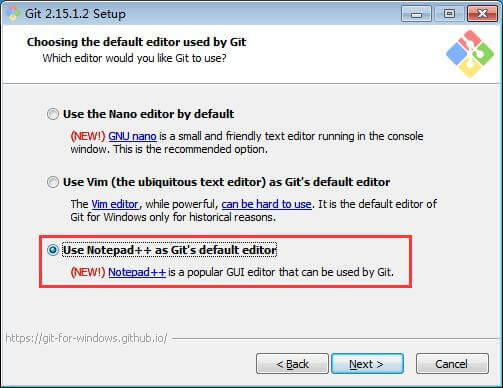 Git 2.15.1.2 Setup
Choosing the default editor used by Git
Which editor would you like Git to use?
Use the Nano editor by default
(NEW!) GNU nano is a small and friendly text editor running in the console
window. This is the recommended option.
Use Vim (the ubiquitous text editor) as Git's default editor
The Vim editor, while powerful, can be hard to use. It is the default editor of
Git for Windows only for historical reasons.
Use Notepad++ as Git's default editor
(NEW!) Notepad++ is a popular GUI editor that can be used by Git.
https://git-for-windows.github.io/
< Back
Next >
Cancel